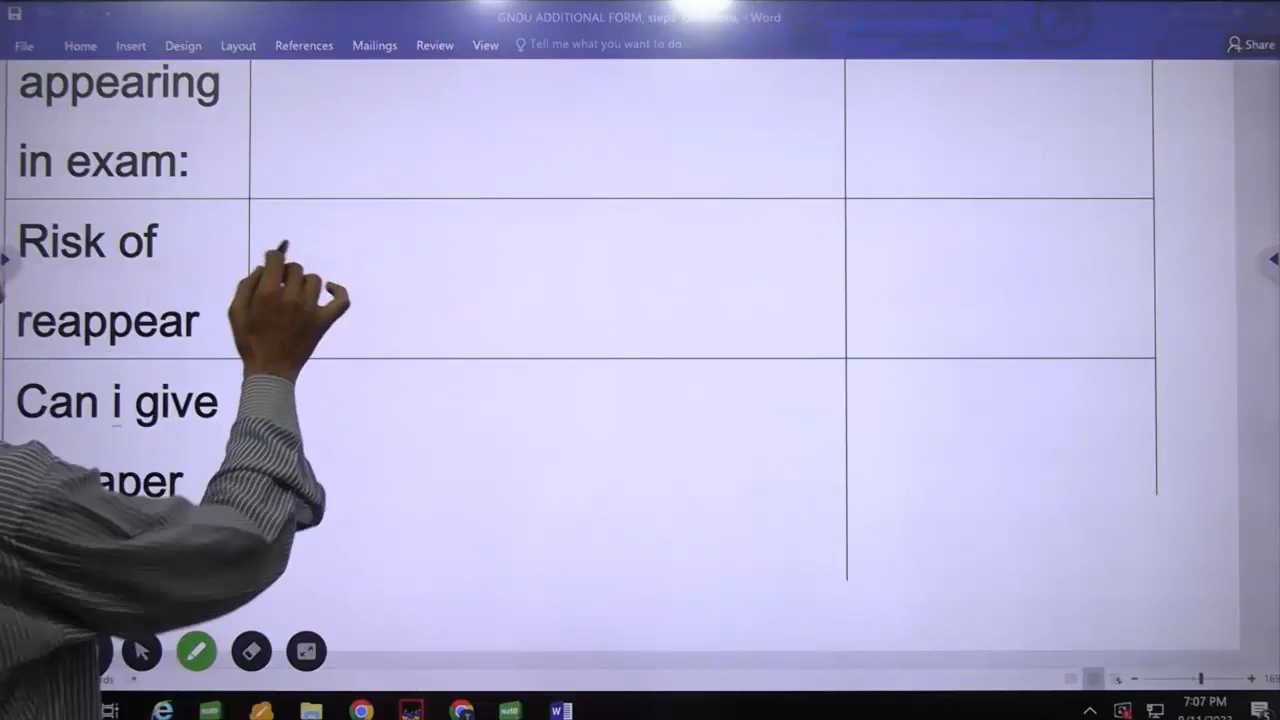 GNDU ADDITIONAL FORM, steps - Word
File Home Insert Design Layout References Mailings Review View Tell me what you want to do... Share
appearing
in exam:
Risk of
reappear
Can i give
aper
7:07 PM